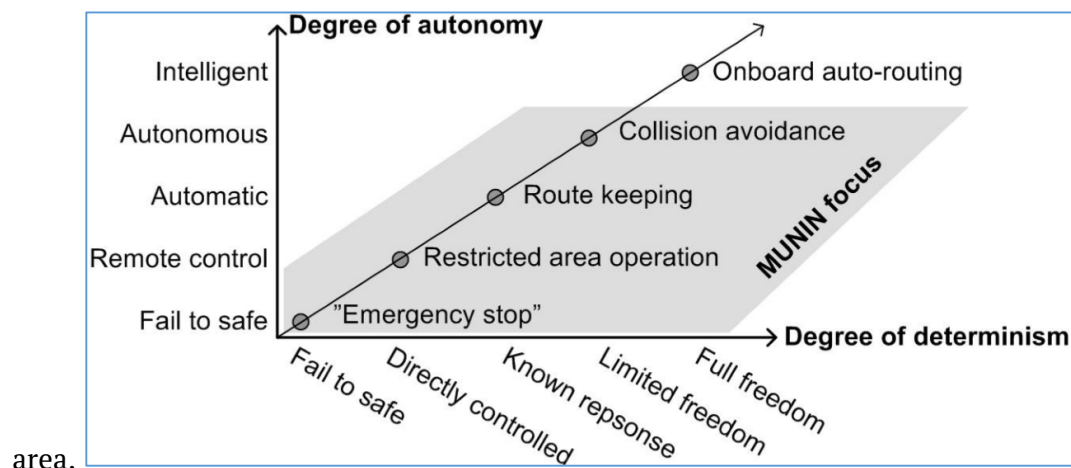 Degree of autonomy
Intelligent
Onboard auto-routing
Autonomous
Collision avoidance
Automatic
Route keeping
MUNIN focus
Remote control
Restricted area operation
Fail to safe
”Emergency stop”
Degree of determinism
Fail to safe
Directly controlled
Known repsonse
Limited freedom
Full freedom
area.